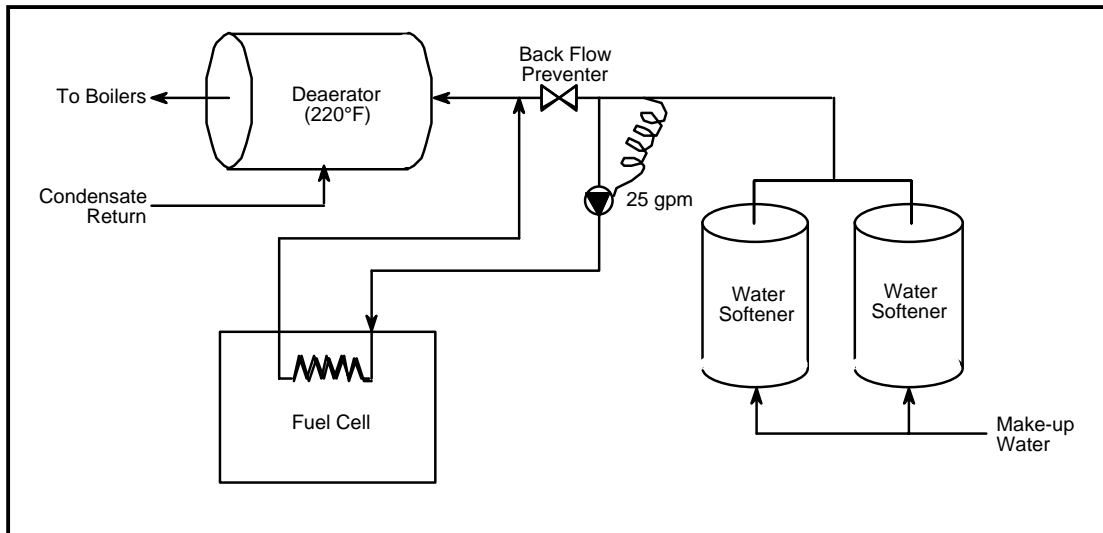 Back Flow
Preventer
To Boilers
Deaerator
(220°F)
Condensate
Return
25 gpm
Water
Softener
Water
Softener
Fuel Cell
Make-up
Water